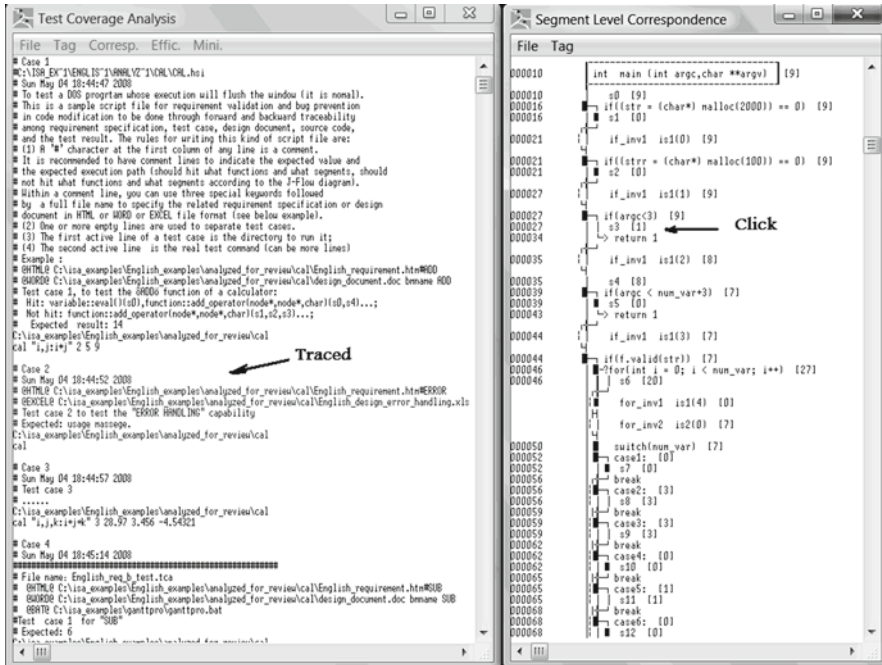 Test Coverage Analysis
File Tag Corresp. Effic. Mini.
# Case 1
#C:\ISA_EX~1\ENGLIS~1\ANALYZ~1\CAL\CAL.hsi
# Sun May 04 18:44:47 2008
# To test a DOS progrtam whose execution will flush the window (it is nomal).
# This is a sample script file for requirement validation and bug prevention
# in code modification to be done through forward and backward traceability
# among requirement specification, test case, design document, source code,
# and the test result. The rules for writing this kind of script file are:
# (1) A '#' character at the first column of any line is a comment.
# It is recommended to have comment lines to indicate the expected value and
# the expected execution path (should hit what functions and what segments, should
# not hit what functions and what segments according to the J-Flow diagram).
# Within a comment line, you can use three special keywords followed
# by a full file name to specify the related requirement specification or design
# document in HTML or WORD or EXCEL file format (see below example).
# (2) One or more empty lines are used to separate test cases.
# (3) The first active line of a test case is the directory to run it;
# (4) The second active line is the real test command (can be more lines)
# Example :
# @HTML@ C:\isa_examples\English_examples\analyzed_for_review\cal\English_requirement.htm#ADD
# @WORD@ C:\isa_examples\English_examples\analyzed_for_review\cal\design_document.doc bmname ADD
# Test case 1, to test the õADDö function of a calculator:
# Hit: variable::eval()(s0),function::add_operator(node*,node*,char)(s0,s4)...;
# Not hit: function::add_operator(node*,node*,char)(s1,s2,s3)...;
# Expected result: 14
C:\isa_examples\English_examples\analyzed_for_review\cal
cal "i,j:i+j" 2 5 9
Traced
# Case 2
# Sun May 04 18:44:52 2008
# @HTML@ C:\isa_examples\English_examples\analyzed_for_review\cal\English_requirement.htm#ERROR
# @EXCEL@ C:\isa_examples\English_examples\analyzed_for_review\cal\English_design_error_handling.xls
# Test case 2 to test the "ERROR HANDLING" capability
# Expected: usage massege.
C:\isa_examples\English_examples\analyzed_for_review\cal
cal
# Case 3
# Sun May 04 18:44:57 2008
# Test case 3
# ......
C:\isa_examples\English_examples\analyzed_for_review\cal
cal "i,j,k:i+j+k" 3 28.97 3.456 -4.54321
# Case 4
# Sun May 04 18:45:14 2008
# File name: English_req_b_test.tca
# @HTML@ C:\isa_examples\English_examples\analyzed_for_review\cal\English_requirement.htm#SUB
# @WORD@ C:\isa_examples\English_examples\analyzed_for_review\cal\design_document.doc bmname SUB
# @BAT@ C:\isa_examples\ganttpro\ganttpro.bat
#Test case 1 for "SUB"
# Expected: 6
Segment Level Correspondence
File Tag
000010 int main (int argc,char **argv) [9]
000010 s0 [9]
000016 if((str = (char*) malloc(2000)) == 0) [9]
000016 s1 [0]
000021 if_inv1 is1(0) [9]
000021 if((strr = (char*) malloc(100)) == 0) [9]
000021 s2 [0]
000027 if_inv1 is1(1) [9]
000027 if(argc<3) [9]
000027 s3 [1]
Click
000034 return 1
000035 if_inv1 is1(2) [8]
000035 s4 [8]
000039 if(argc < num_var+3) [7]
000039 s5 [0]
000043 return 1
000044 if_inv1 is1(3) [7]
000044 if(f.valid(str)) [7]
000046 for(int i = 0; i < num_var; i++) [27]
000046 s6 [20]
for_inv1 is1(4) [0]
for_inv2 is2(0) [7]
000050 switch(num_var) [7]
000052 case1: [0]
000052 s7 [0]
000056 break
000056 case2: [3]
000056 s8 [3]
000059 break
000059 case3: [3]
000059 s9 [3]
000062 break
000062 case4: [0]
000062 s10 [0]
000065 break
000065 case5: [1]
000065 s11 [1]
000068 break
000068 case6: [0]
000068 s12 [0]